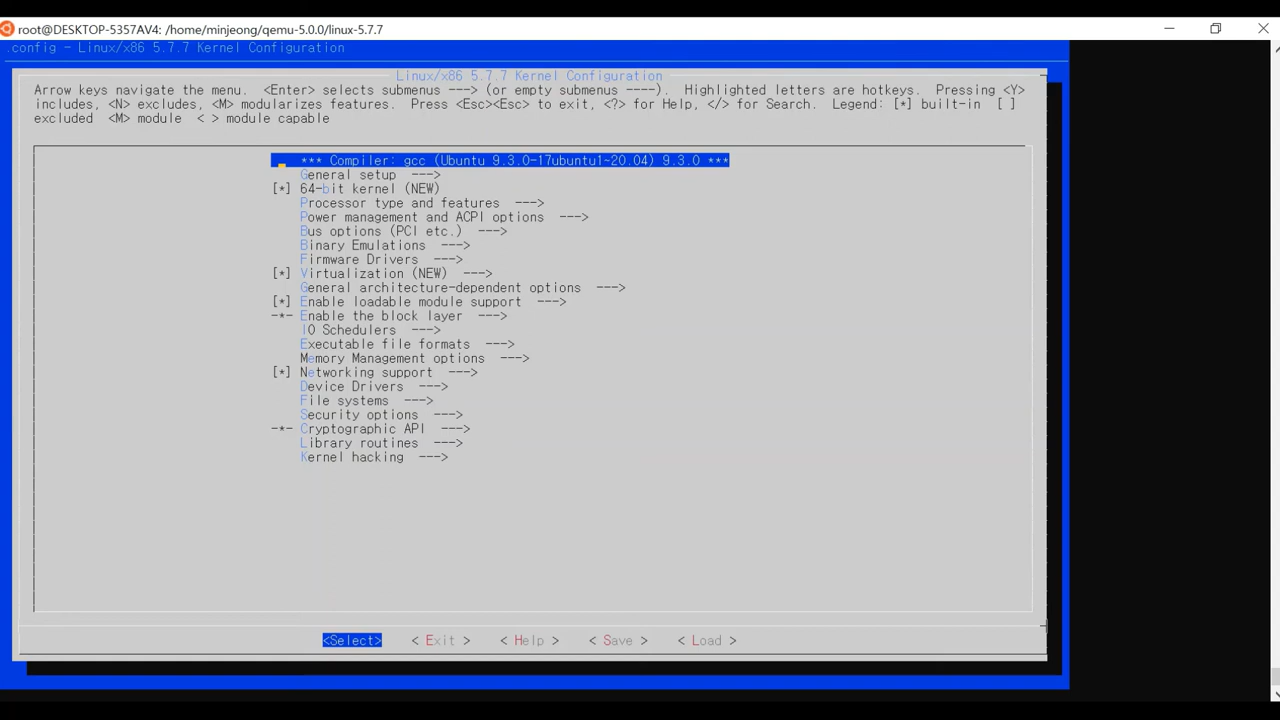 root@DESKTOP-5357AV4: /home/minjeong/qemu-5.0.0/linux-5.7.7
.config - Linux/x86 5.7.7 Kernel Configuration
Linux/x86 5.7.7 Kernel Configuration
Arrow keys navigate the menu.  <Enter> selects submenus ---> (or empty submenus ----).  Highlighted letters are hotkeys.  Pressing <Y>
includes, <N> excludes, <M> modularizes features.  Press <Esc><Esc> to exit, <?> for Help, </> for Search.  Legend: [*] built-in  [ ]
excluded  <M> module  < > module capable
*** Compiler: gcc (Ubuntu 9.3.0-17ubuntu1~20.04) 9.3.0 ***
General setup  --->
[*] 64-bit kernel (NEW)
Processor type and features  --->
Power management and ACPI options  --->
Bus options (PCI etc.)  --->
Binary Emulations  --->
Firmware Drivers  --->
[*] Virtualization (NEW)  --->
General architecture-dependent options  --->
[*] Enable loadable module support  --->
-*- Enable the block layer  --->
IO Schedulers  --->
Executable file formats  --->
Memory Management options  --->
[*] Networking support  --->
Device Drivers  --->
File systems  --->
Security options  --->
-*- Cryptographic API  --->
Library routines  --->
Kernel hacking  --->
<Select>    < Exit >    < Help >    < Save >    < Load >